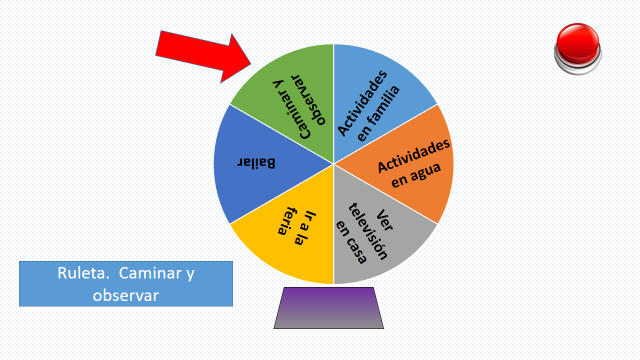 Caminar y
observar
Actividades
en familia
Bailar
Actividades
en agua
Ir a la
feria
Ver
televisión
en casa
Ruleta.  Caminar y
observar